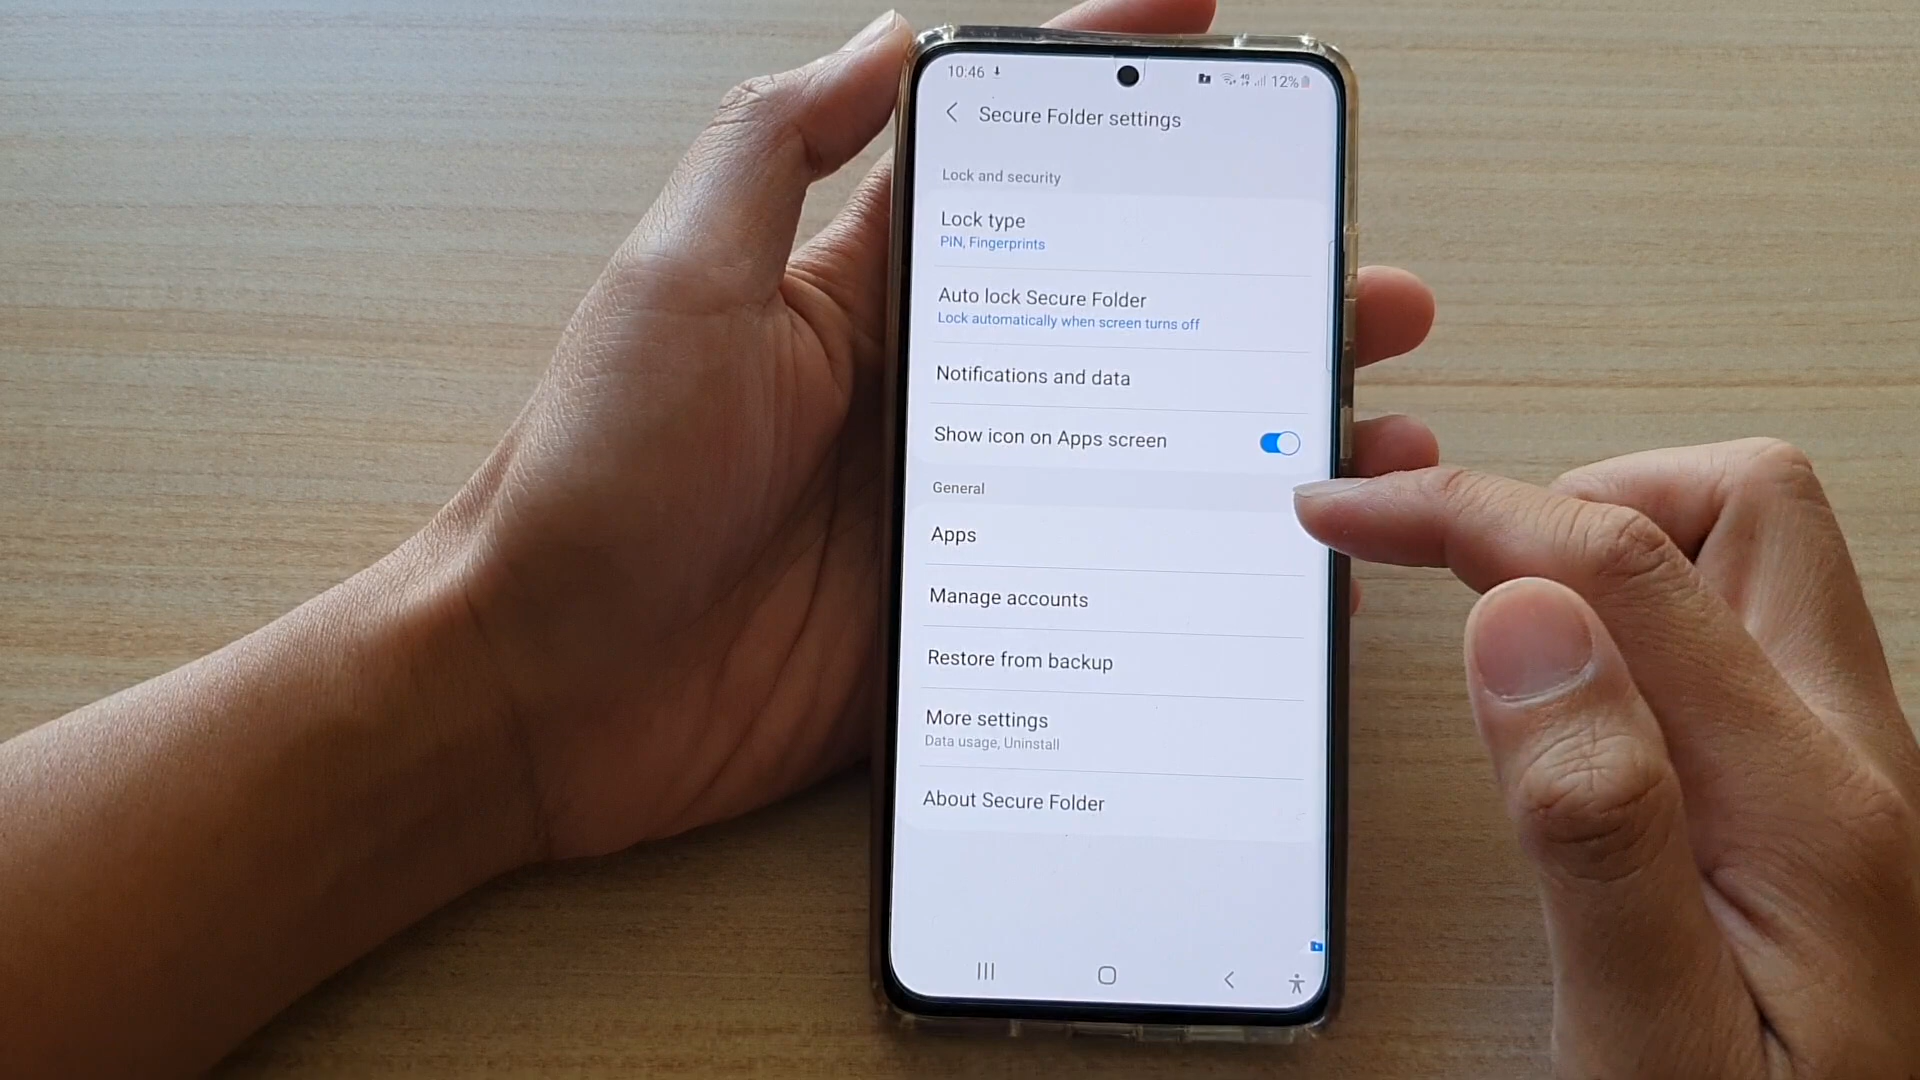 10:46
4G
12%
Secure Folder settings
Lock and security
Lock type
PIN, Fingerprints
Auto lock Secure Folder
Lock automatically when screen turns off
Notifications and data
Show icon on Apps screen
General
Apps
Manage accounts
Restore from backup
More settings
Data usage, Uninstall
About Secure Folder